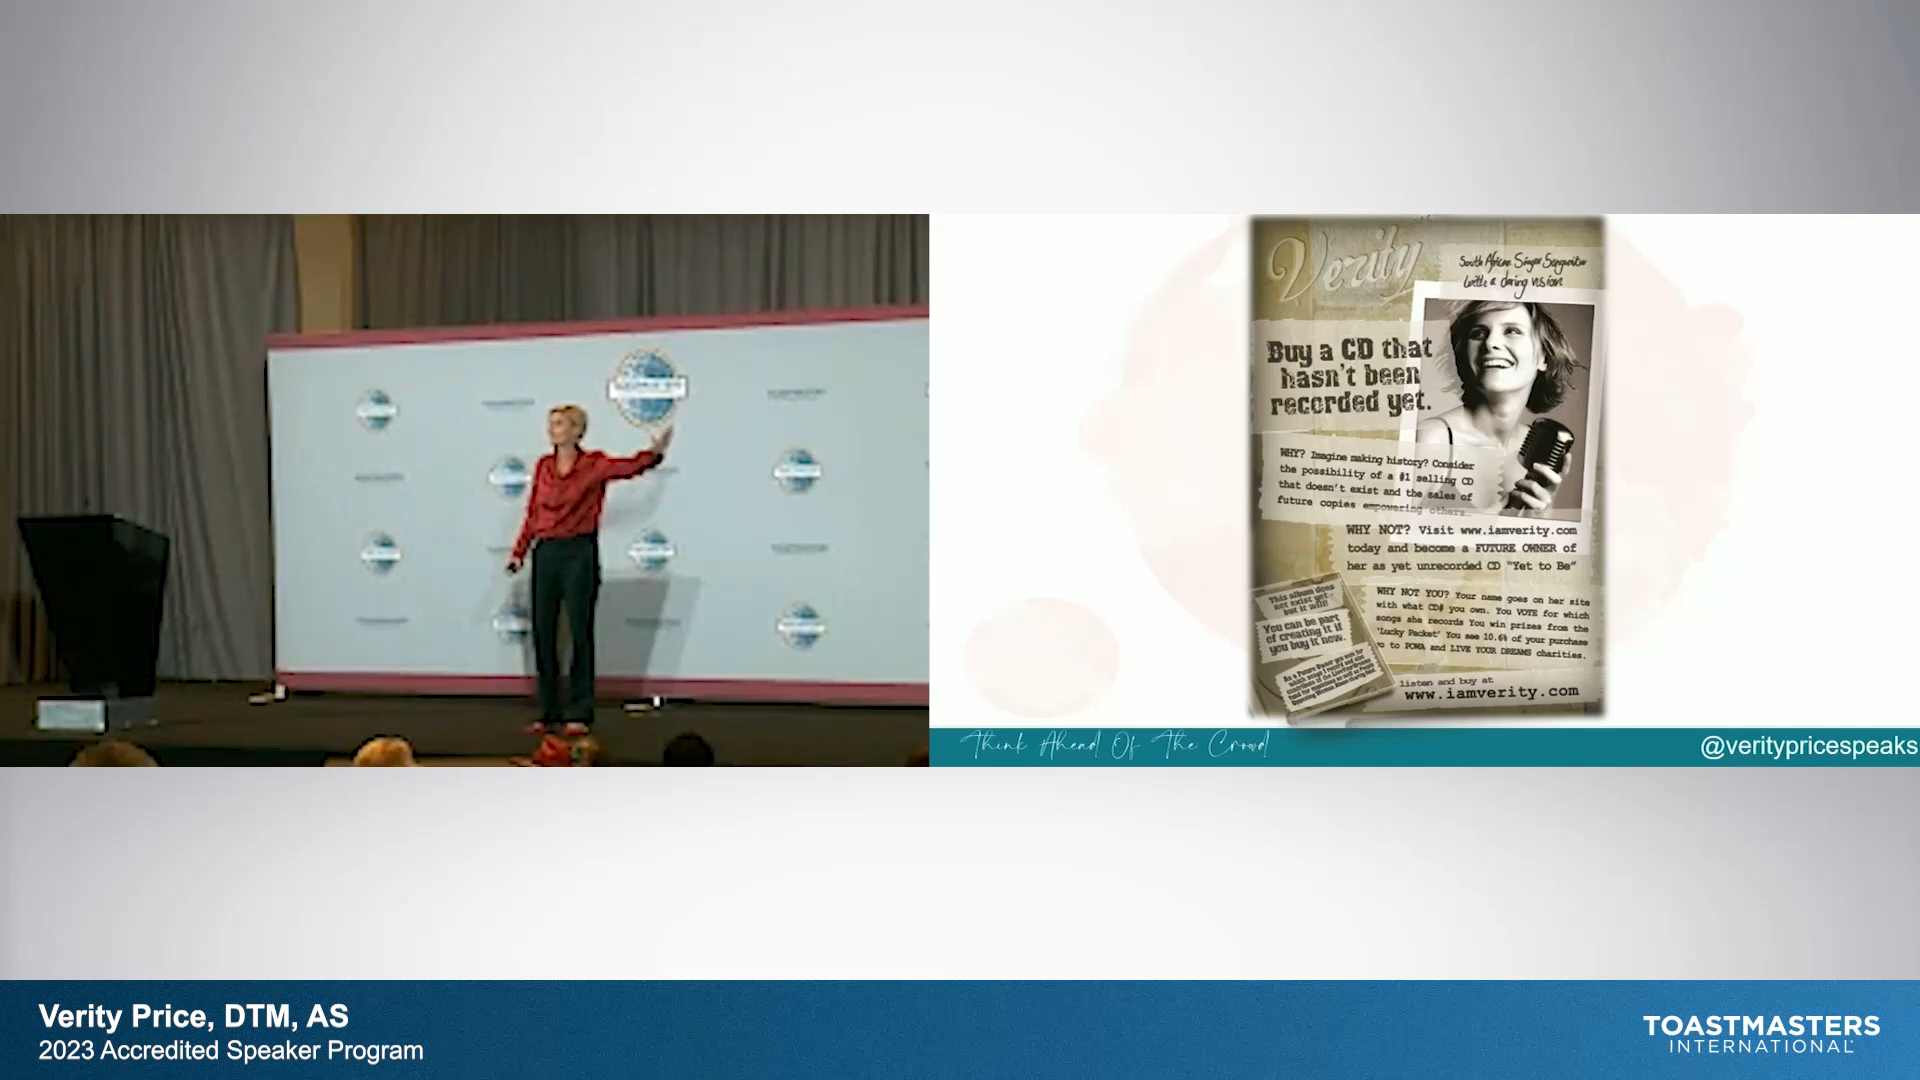 Verity
South African Singer Songwriter
with a daring vision
Buy a CD that
hasn't been
recorded yet.
WHY? Imagine making history? Consider
the possibility of a #1 selling CD
that doesn't exist and the sales of
future copies empowering others.
WHY NOT? Visit www.iamverity.com
today and become a FUTURE OWNER of
her as yet unrecorded CD "Yet to Be"
This album does
not exist yet -
but it will!
You can be part
of creating it if
you buy it now.
WHY NOT YOU? Your name goes on her site
with what CD# you own. You VOTE for which
songs she records You win prizes from the
'Lucky Packet' You see 10.6% of your purchase
go to POWA and LIVE YOUR DREAMS charities.
listen and buy at
www.iamverity.com
Think Ahead Of The Crowd
@veritypricespeaks
Verity Price, DTM, AS
2023 Accredited Speaker Program
TOASTMASTERS
INTERNATIONAL